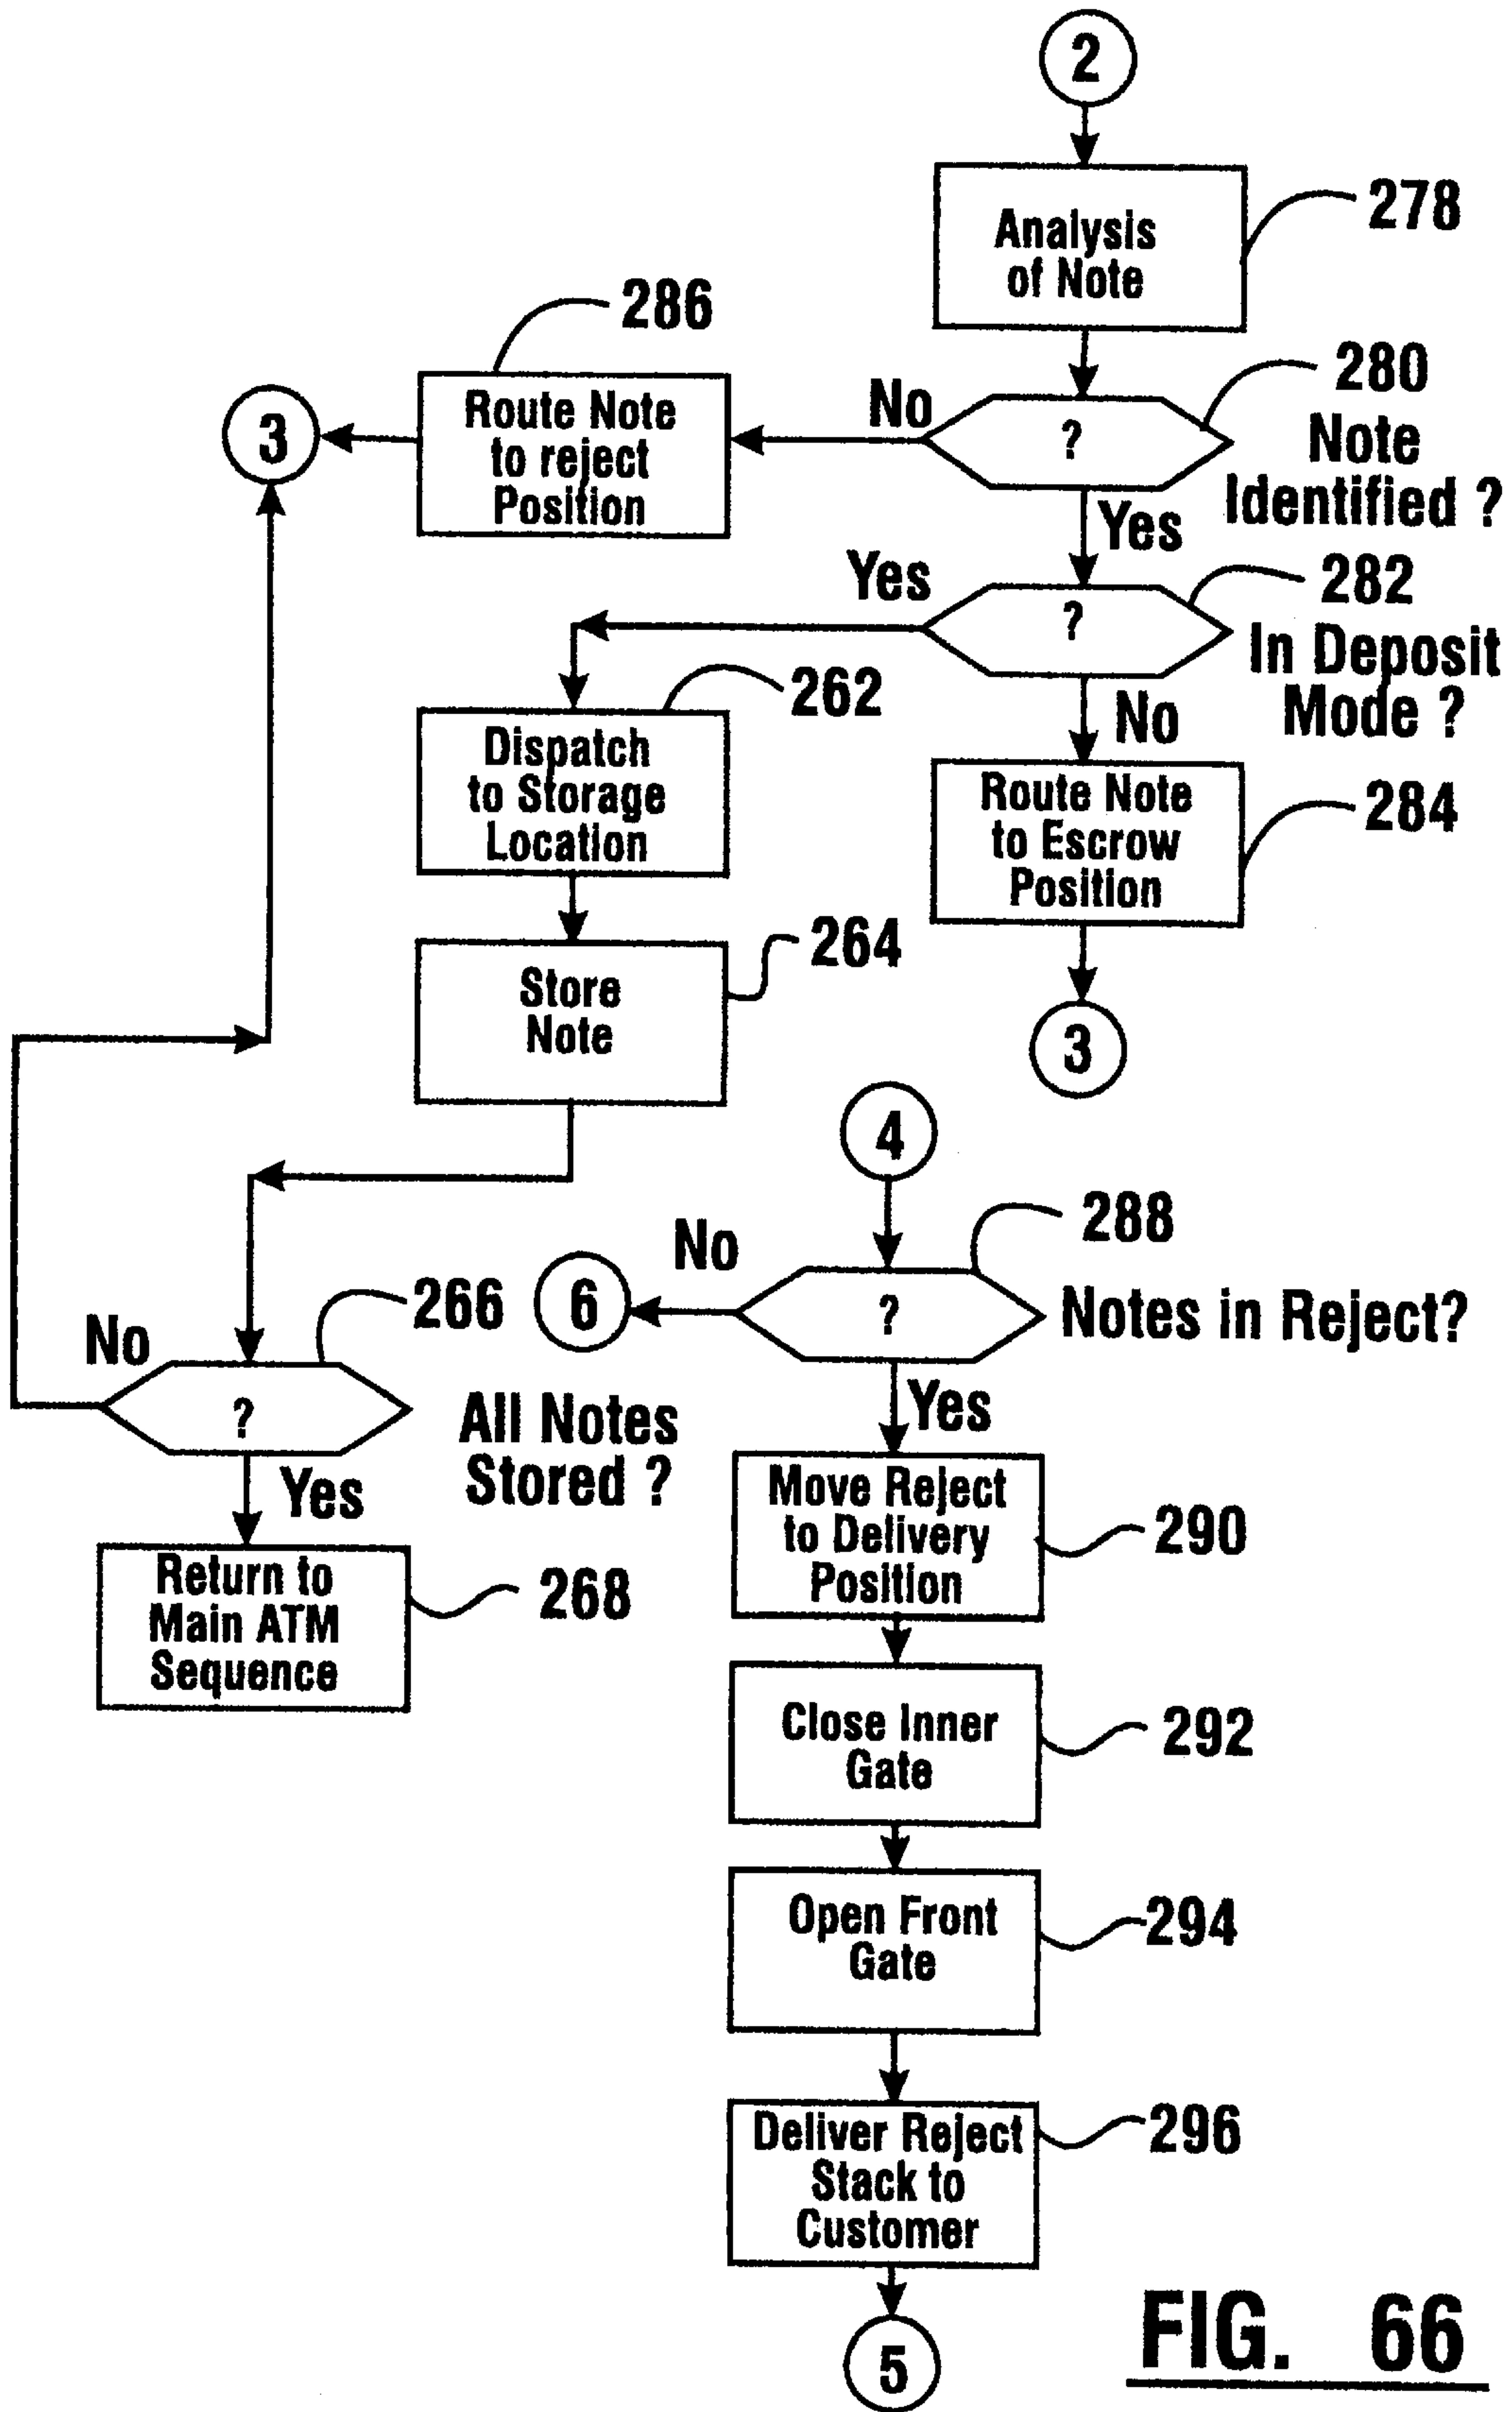 2
Analysis
of Note
278
286
Route Note
to reject
Position
3
No
?
280
Note
Identified ?
Yes
Yes
?
282
In Deposit
Mode ?
262
Dispatch
to Storage
Location
No
Route Note
to Escrow
Position
284
264
Store
Note
3
4
288
No
6
?
Notes in Reject?
266
No
?
All Notes
Stored ?
Yes
Yes
Move Reject
to Delivery
Position
290
Return to
Main ATM
Sequence
268
Close Inner
Gate
292
Open Front
Gate
294
Deliver Reject
Stack to
Customer
296
5
FIG. 66